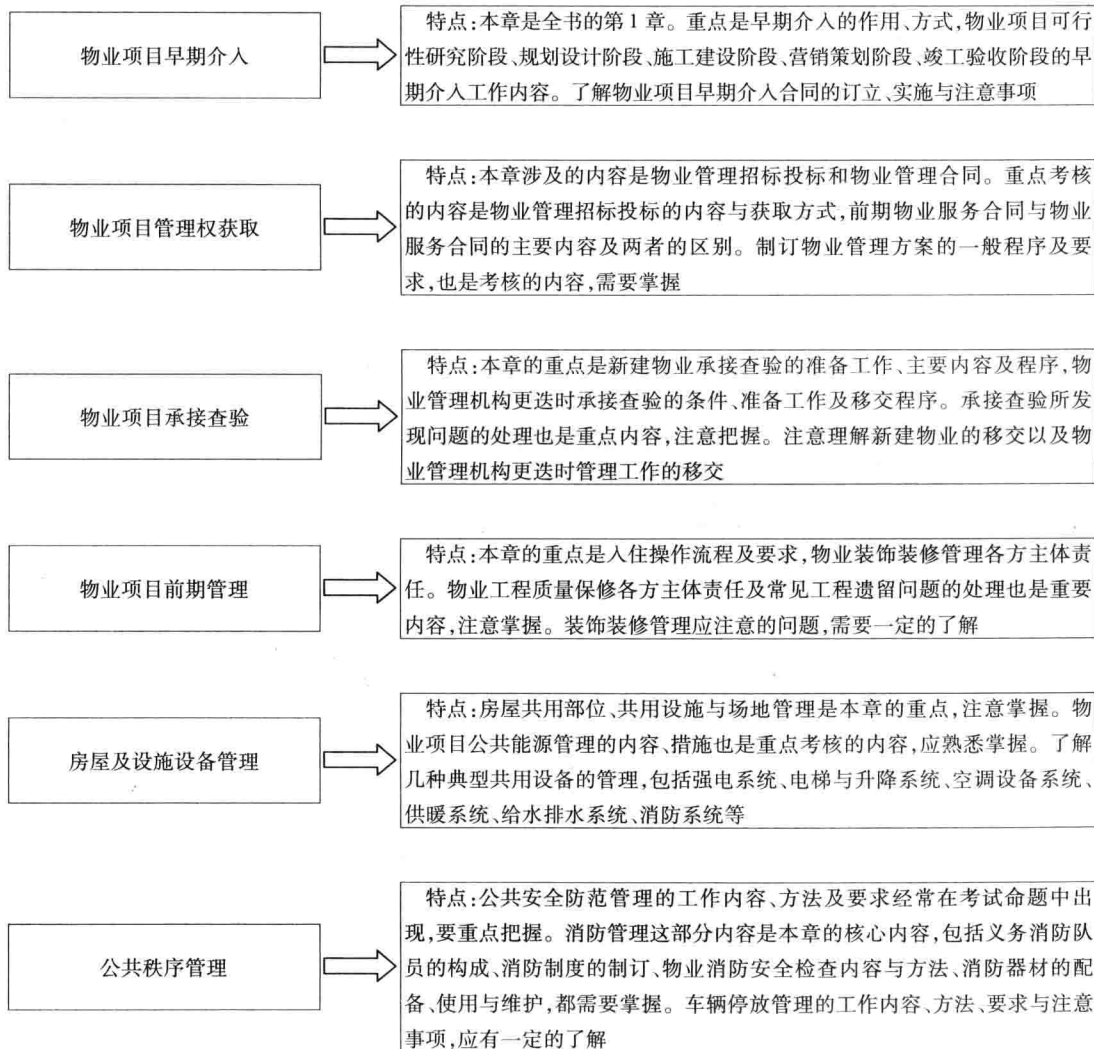 物业项目早期介入
特点:本章是全书的第1章。重点是早期介入的作用、方式,物业项目可行
性研究阶段、规划设计阶段、施工建设阶段、营销策划阶段、竣工验收阶段的早
期介入工作内容。了解物业项目早期介入合同的订立、实施与注意事项
物业项目管理权获取
特点:本章涉及的内容是物业管理招标投标和物业管理合同。重点考核
的内容是物业管理招标投标的内容与获取方式,前期物业服务合同与物业
服务合同的主要内容及两者的区别。制订物业管理方案的一般程序及要
求,也是考核的内容,需要掌握
物业项目承接查验
特点:本章的重点是新建物业承接查验的准备工作、主要内容及程序,物
业管理机构更迭时承接查验的条件、准备工作及移交程序。承接查验所发
现问题的处理也是重点内容,注意把握。注意理解新建物业的移交以及物
业管理机构更迭时管理工作的移交
物业项目前期管理
特点:本章的重点是入住操作流程及要求,物业装饰装修管理各方主体责
任。物业工程质量保修各方主体责任及常见工程遗留问题的处理也是重要
内容,注意掌握。装饰装修管理应注意的问题,需要一定的了解
房屋及设施设备管理
特点:房屋共用部位、共用设施与场地管理是本章的重点,注意掌握。物
业项目公共能源管理的内容、措施也是重点考核的内容,应熟悉掌握。了解
几种典型共用设备的管理,包括强电系统、电梯与升降系统、空调设备系统、
供暖系统、给水排水系统、消防系统等
公共秩序管理
特点:公共安全防范管理的工作内容、方法及要求经常在考试命题中出
现,要重点把握。消防管理这部分内容是本章的核心内容,包括义务消防队
员的构成、消防制度的制订、物业消防安全检查内容与方法、消防器材的配
备、使用与维护,都需要掌握。车辆停放管理的工作内容、方法、要求与注意
事项,应有一定的了解